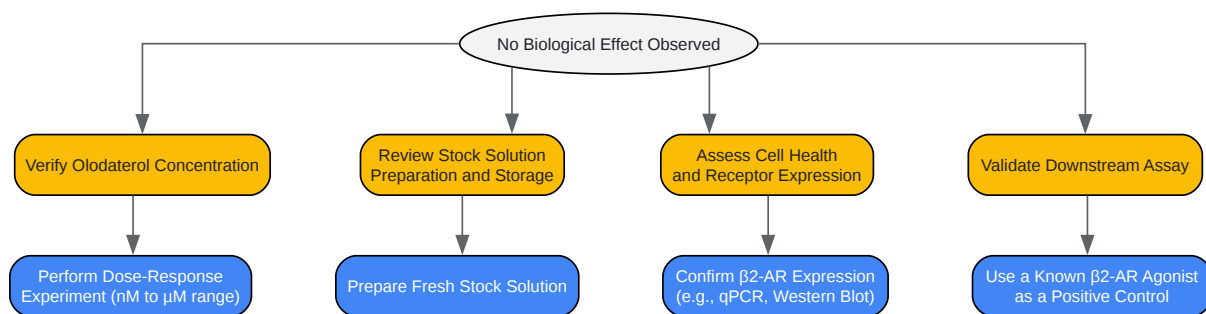 No Biological Effect Observed
Verify Olodaterol Concentration
Review Stock Solution
Preparation and Storage
Assess Cell Health
and Receptor Expression
Validate Downstream Assay
Perform Dose-Response
Experiment (nM to µM range)
Prepare Fresh Stock Solution
Confirm β2-AR Expression
(e.g., qPCR, Western Blot)
Use a Known β2-AR Agonist
as a Positive Control